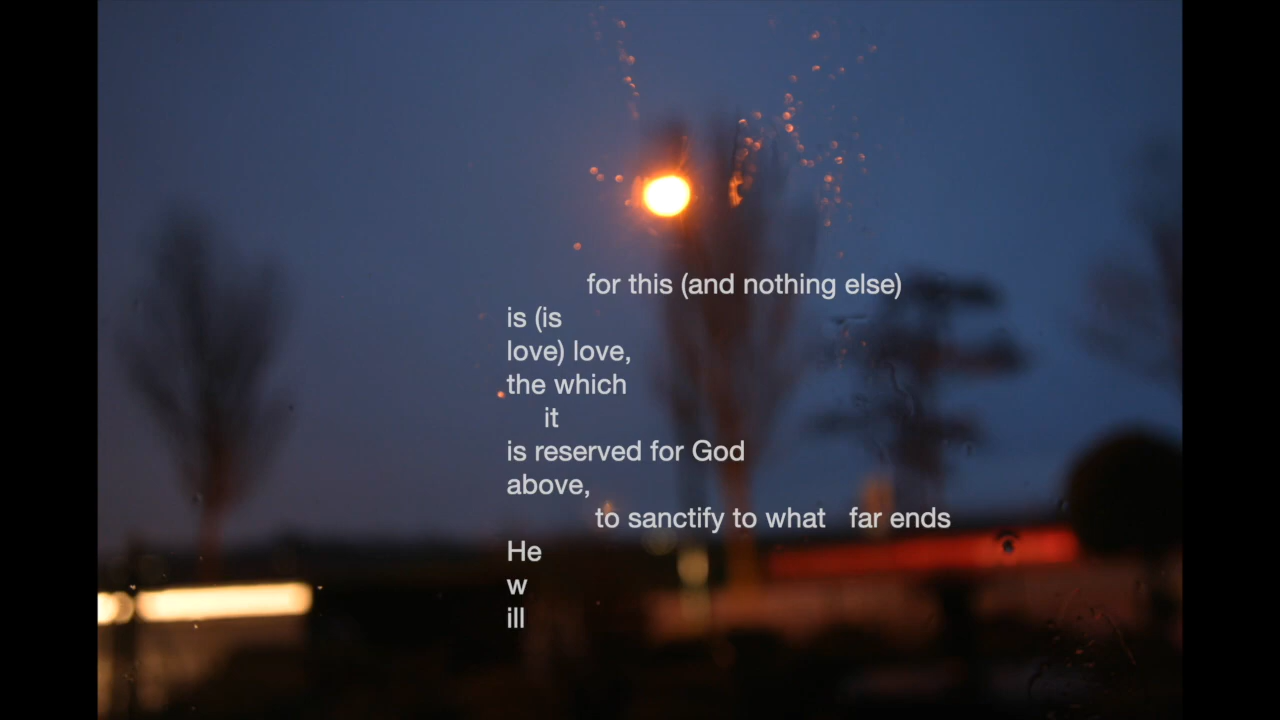 for this (and nothing else)
is (is
love) love,
the which
it
is reserved for God
above,
to sanctify to what far ends
He
w
ill